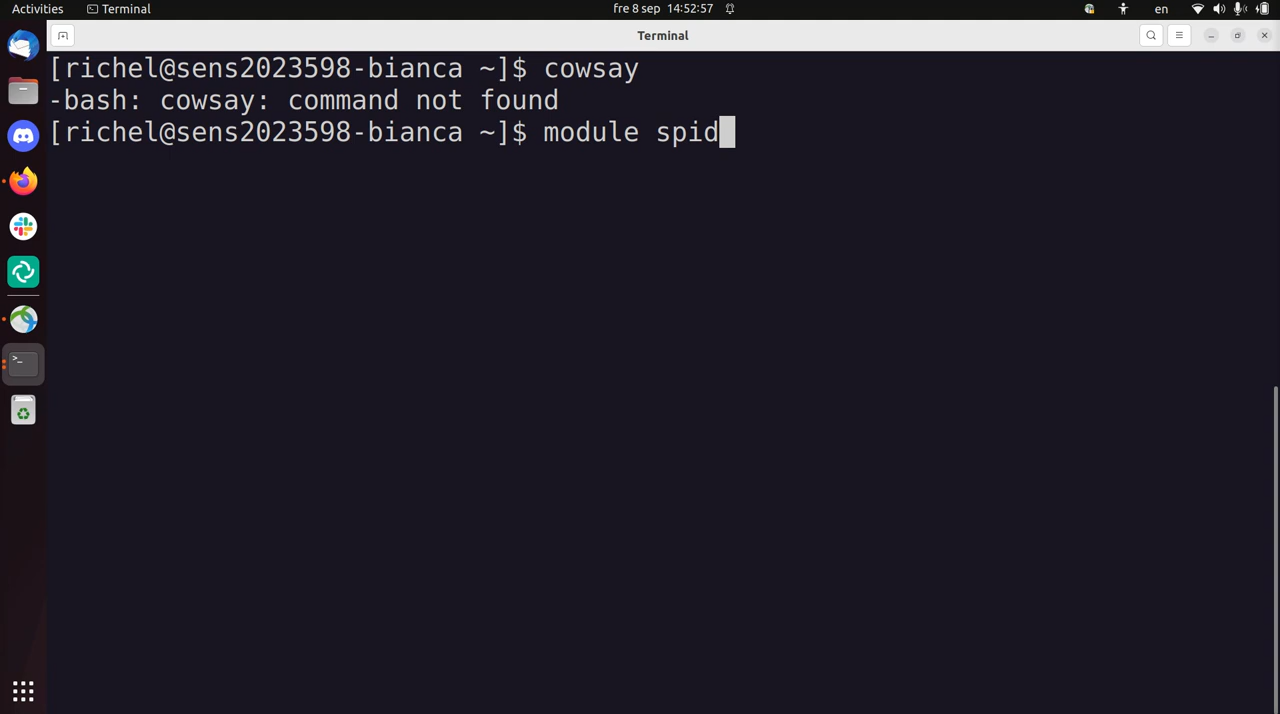 Activities Terminal fre 8 sep 14:52:57 en
Terminal
[richel@sens2023598-bianca ~]$ cowsay
-bash: cowsay: command not found
[richel@sens2023598-bianca ~]$ module spid